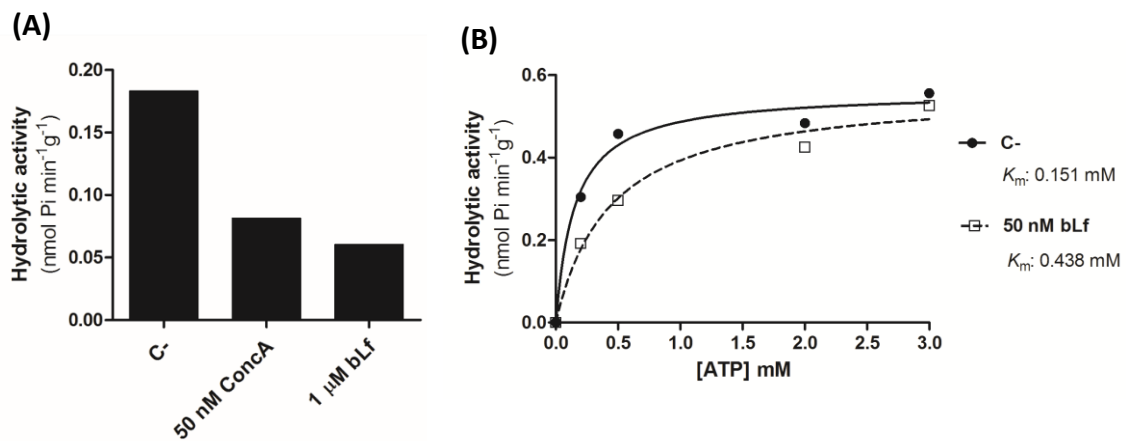 (A)
Hydrolytic activity
(nmol Pi min⁻¹g⁻¹)
0.20
0.15
0.10
0.05
0.00
C-
50 nM ConcA
1 µM bLf
(B)
Hydrolytic activity
(nmol Pi min⁻¹g⁻¹)
0.6
0.4
0.2
0.0
0.0 0.5 1.0 1.5 2.0 2.5 3.0
[ATP] mM
C-
Km: 0.151 mM
50 nM bLf
Km: 0.438 mM